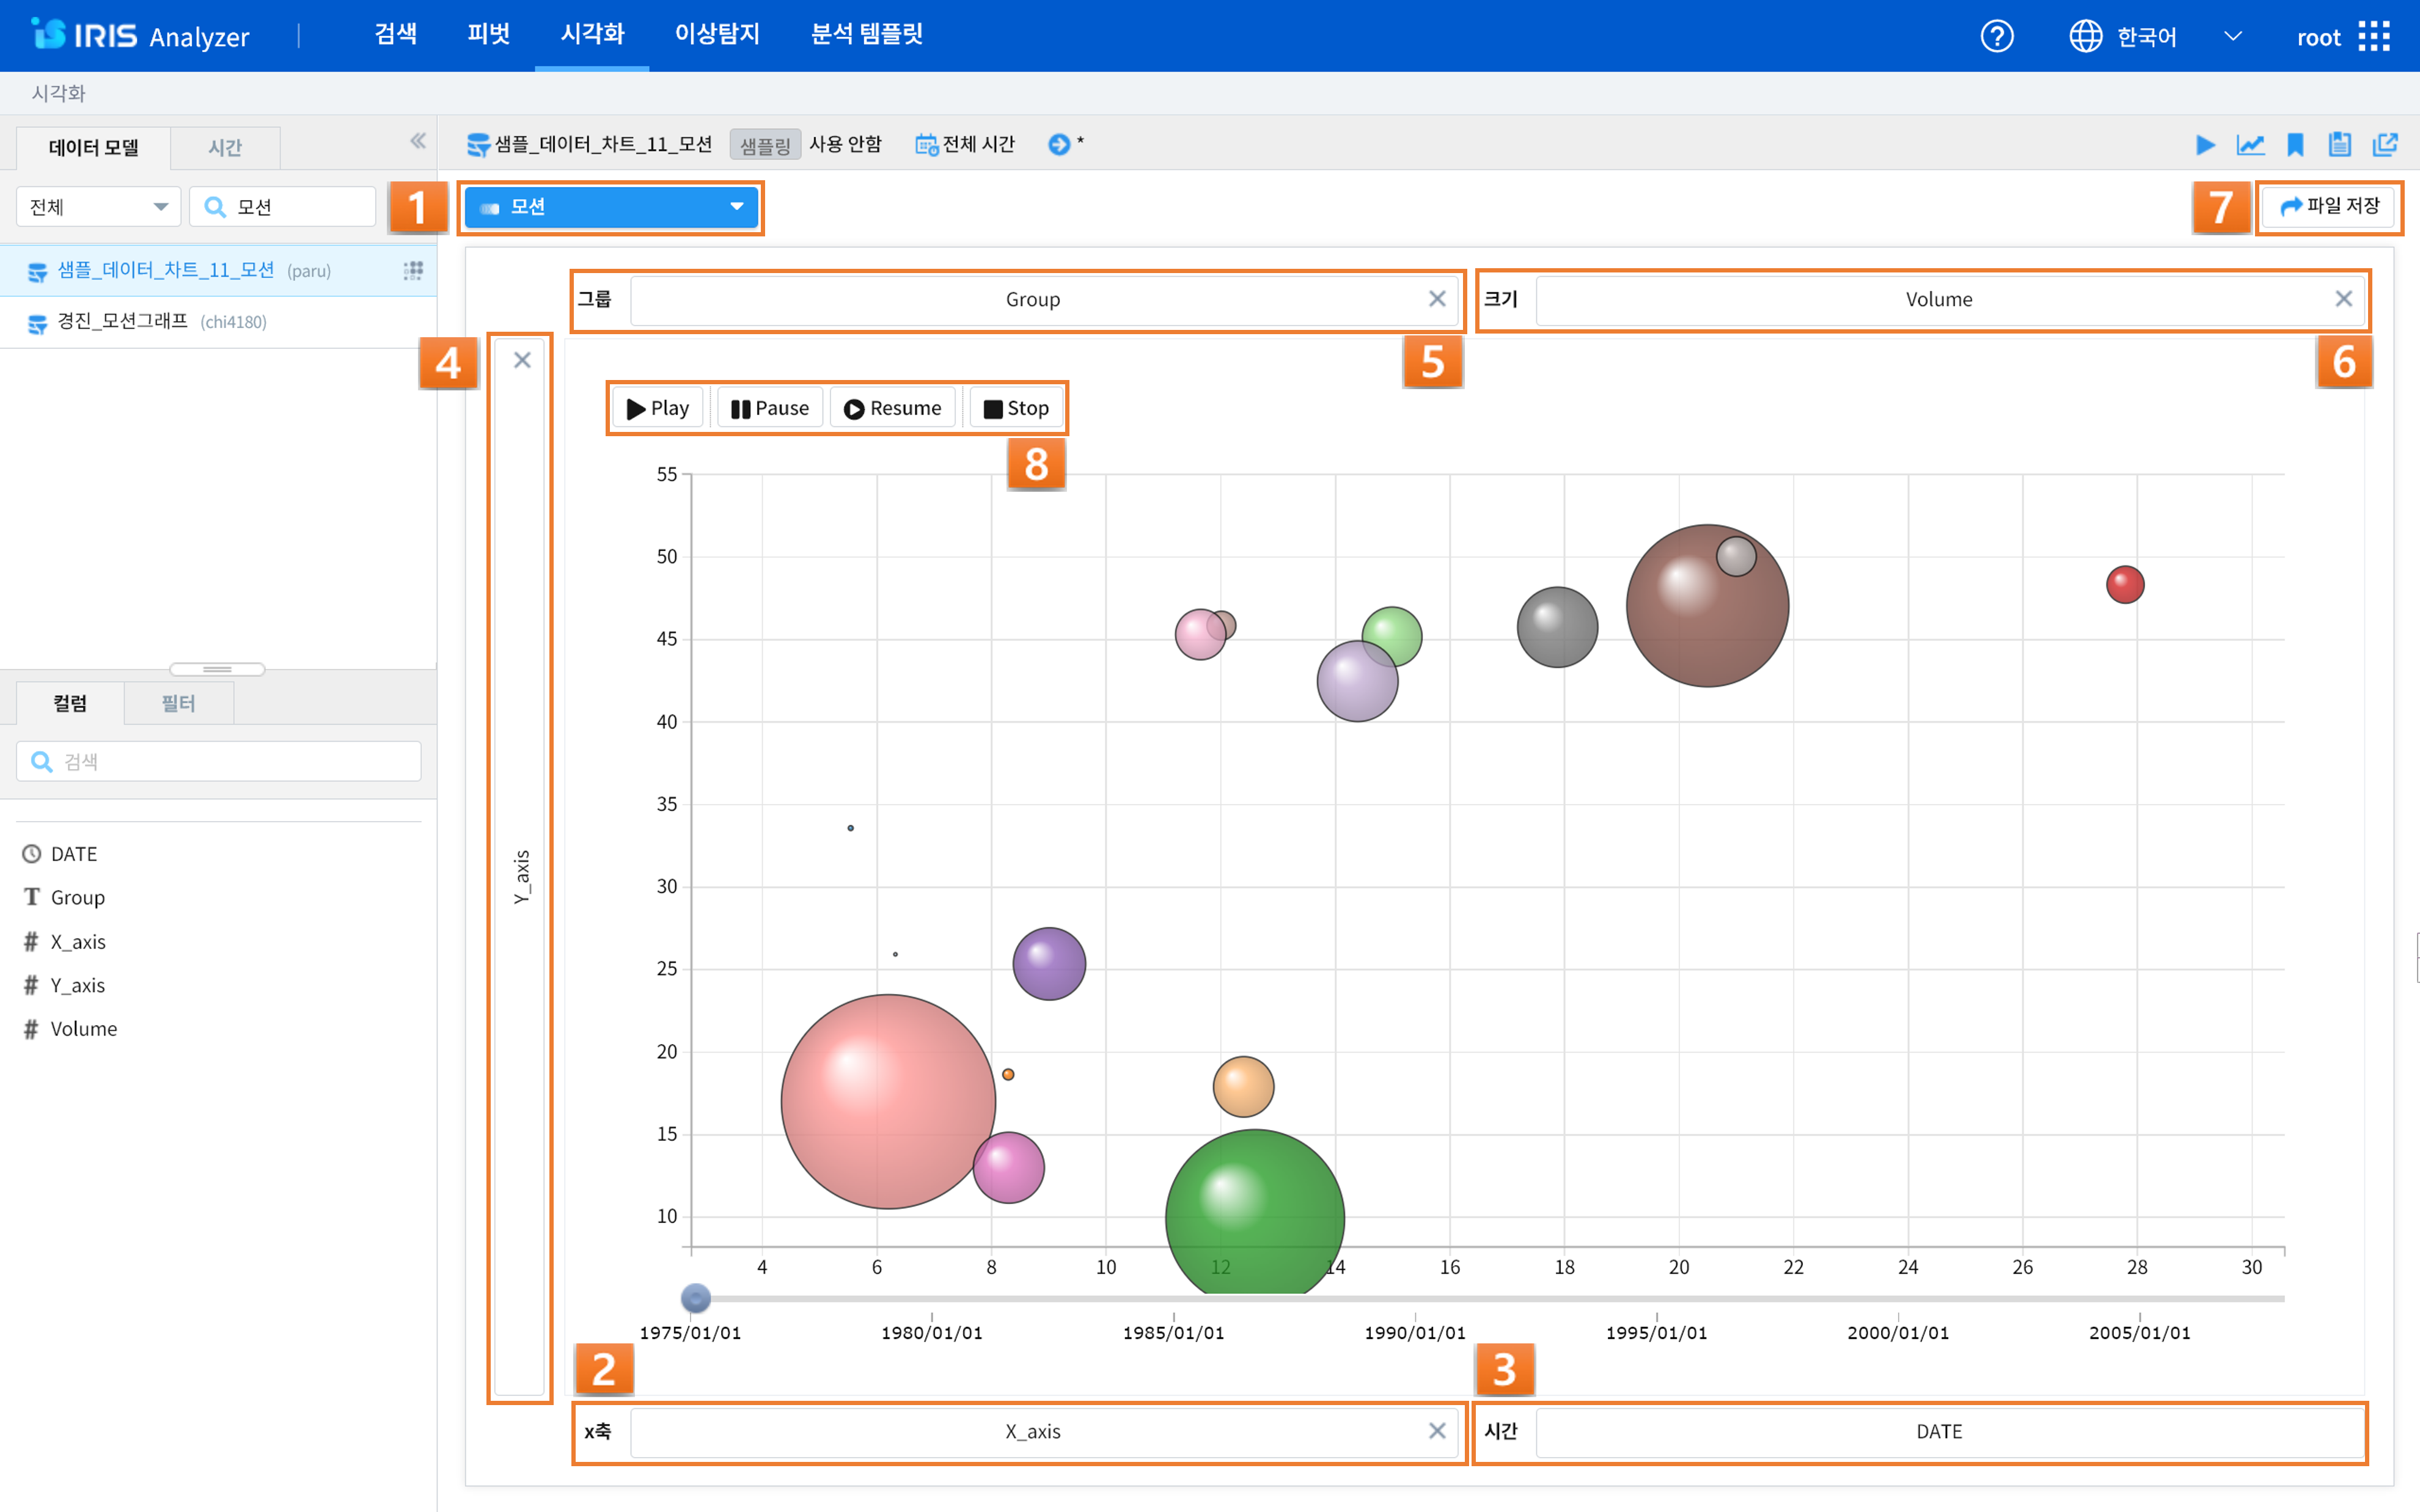 IRIS Analyzer
검색 피벗 시각화 이상탐지 분석 템플릿
? 한국어 root
시각화
데이터 모델 시간
샘플_데이터_차트_11_모션 샘플링 사용 안함 전체 시간 *
전체 모션
1 모션
7 파일 저장
샘플_데이터_차트_11_모션 (paru)
경진_모션그래프 (chi4180)
그룹 Group
크기 Volume
4
5
6
Play Pause Resume Stop
8
55
50
45
40
35
30
25
20
15
10
Y_axis
4 6 8 10 12 14 16 18 20 22 24 26 28 30
1975/01/01 1980/01/01 1985/01/01 1990/01/01 1995/01/01 2000/01/01 2005/01/01
2
3
x축 X_axis
시간 DATE
컬럼 필터
검색
DATE
T Group
# X_axis
# Y_axis
# Volume